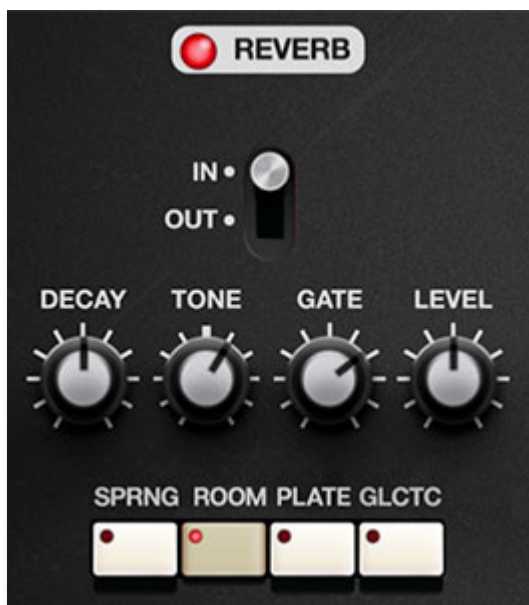 REVERB
IN
OUT
DECAY TONE GATE LEVEL
SPRNG ROOM PLATE GLCTC